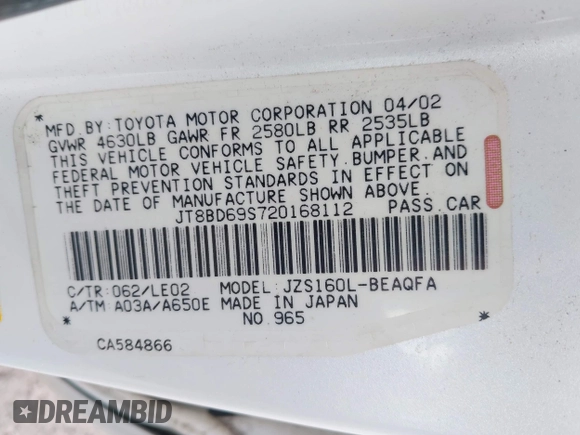 MFD. BY: TOYOTA MOTOR CORPORATION 04/02
GVWR 4630LB GAWR FR 2580LB RR 2535LB
THIS VEHICLE CONFORMS TO ALL APPLICABLE
FEDERAL MOTOR VEHICLE SAFETY, BUMPER, AND
THEFT PREVENTION STANDARDS IN EFFECT ON
THE DATE OF MANUFACTURE SHOWN ABOVE.
JT8BD69S720168112 PASS. CAR
C/TR: 062/LE02 MODEL: JZS160L-BEAQFA
A/TM: A03A/A650E MADE IN JAPAN
NO. 965
CA584866
DREAMBID